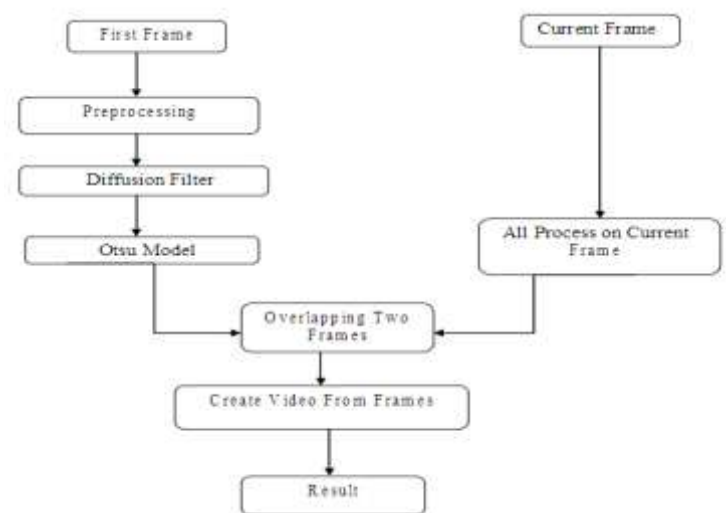 First Frame
Current Frame
Preprocessing
Diffusion Filter
Otsu Model
All Process on Current
Frame
Overlapping Two
Frames
Create Video From Frames
Result